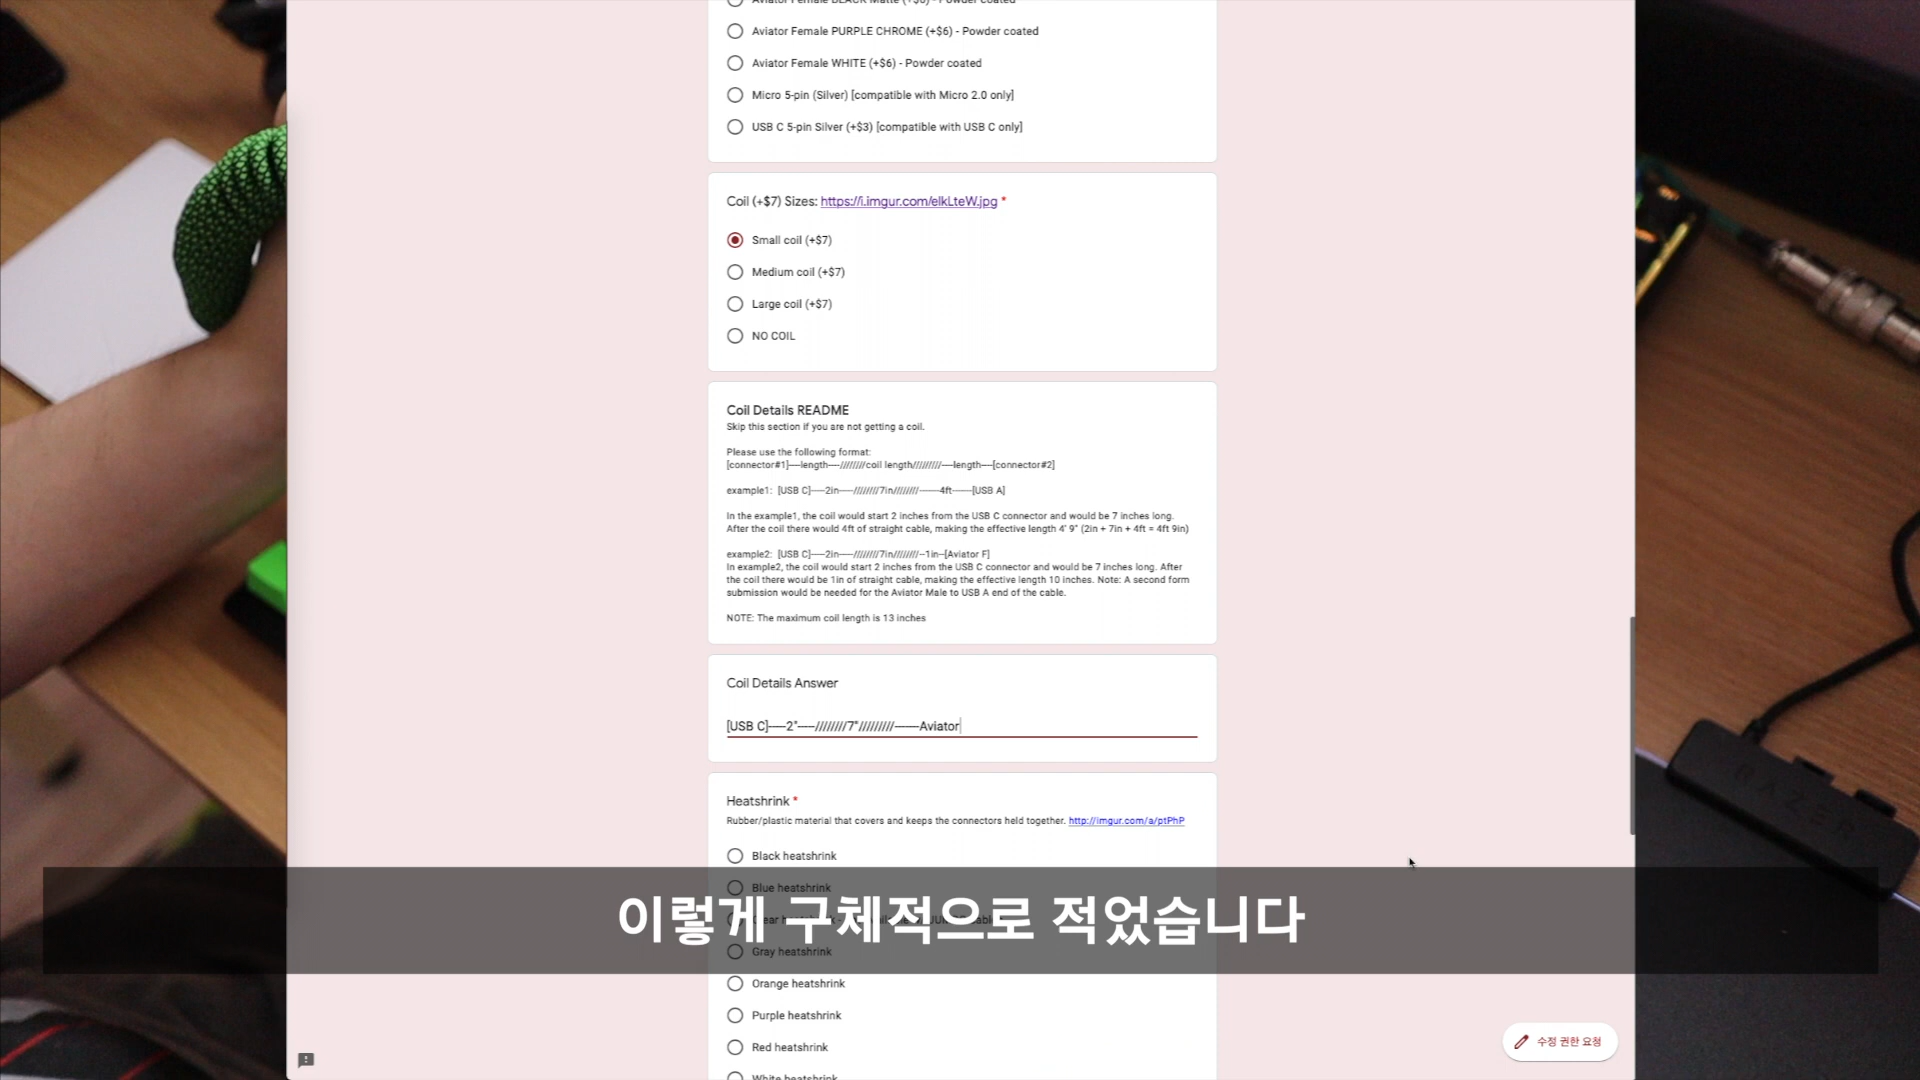 Aviator Female BLACK Matte (+$6) - Powder coated
Aviator Female PURPLE CHROME (+$6) - Powder coated
Aviator Female WHITE (+$6) - Powder coated
Micro 5-pin (Silver) [compatible with Micro 2.0 only]
USB C 5-pin Silver (+$3) [compatible with USB C only]
Coil (+$7) Sizes: https://i.imgur.com/elkLteW.jpg *
Small coil (+$7)
Medium coil (+$7)
Large coil (+$7)
NO COIL
Coil Details README
Skip this section if you are not getting a coil.
Please use the following format:
[connector#1]----length----////////coil length/////////----length----[connector#2]
example1: [USB C]-----2in-----////////7in////////-------4ft------[USB A]
In the example1, the coil would start 2 inches from the USB C connector and would be 7 inches long.
After the coil there would 4ft of straight cable, making the effective length 4' 9" (2in + 7in + 4ft = 4ft 9in)
example2: [USB C]-----2in-----////////7in////////--1in--[Aviator F]
In example2, the coil would start 2 inches from the USB C connector and would be 7 inches long. After
the coil there would be 1in of straight cable, making the effective length 10 inches. Note: A second form
submission would be needed for the Aviator Male to USB A end of the cable.
NOTE: The maximum coil length is 13 inches
Coil Details Answer
[USB C]-----2"-----////////7"/////////-------Aviator
Heatshrink *
Rubber/plastic material that covers and keeps the connectors held together. http://imgur.com/a/ptPhP
Black heatshrink
Blue heatshrink
이렇게 구체적으로 적었습니다
Gray heatshrink
Orange heatshrink
Purple heatshrink
Red heatshrink
White heatshrink
수정 권한 요청
RAZER